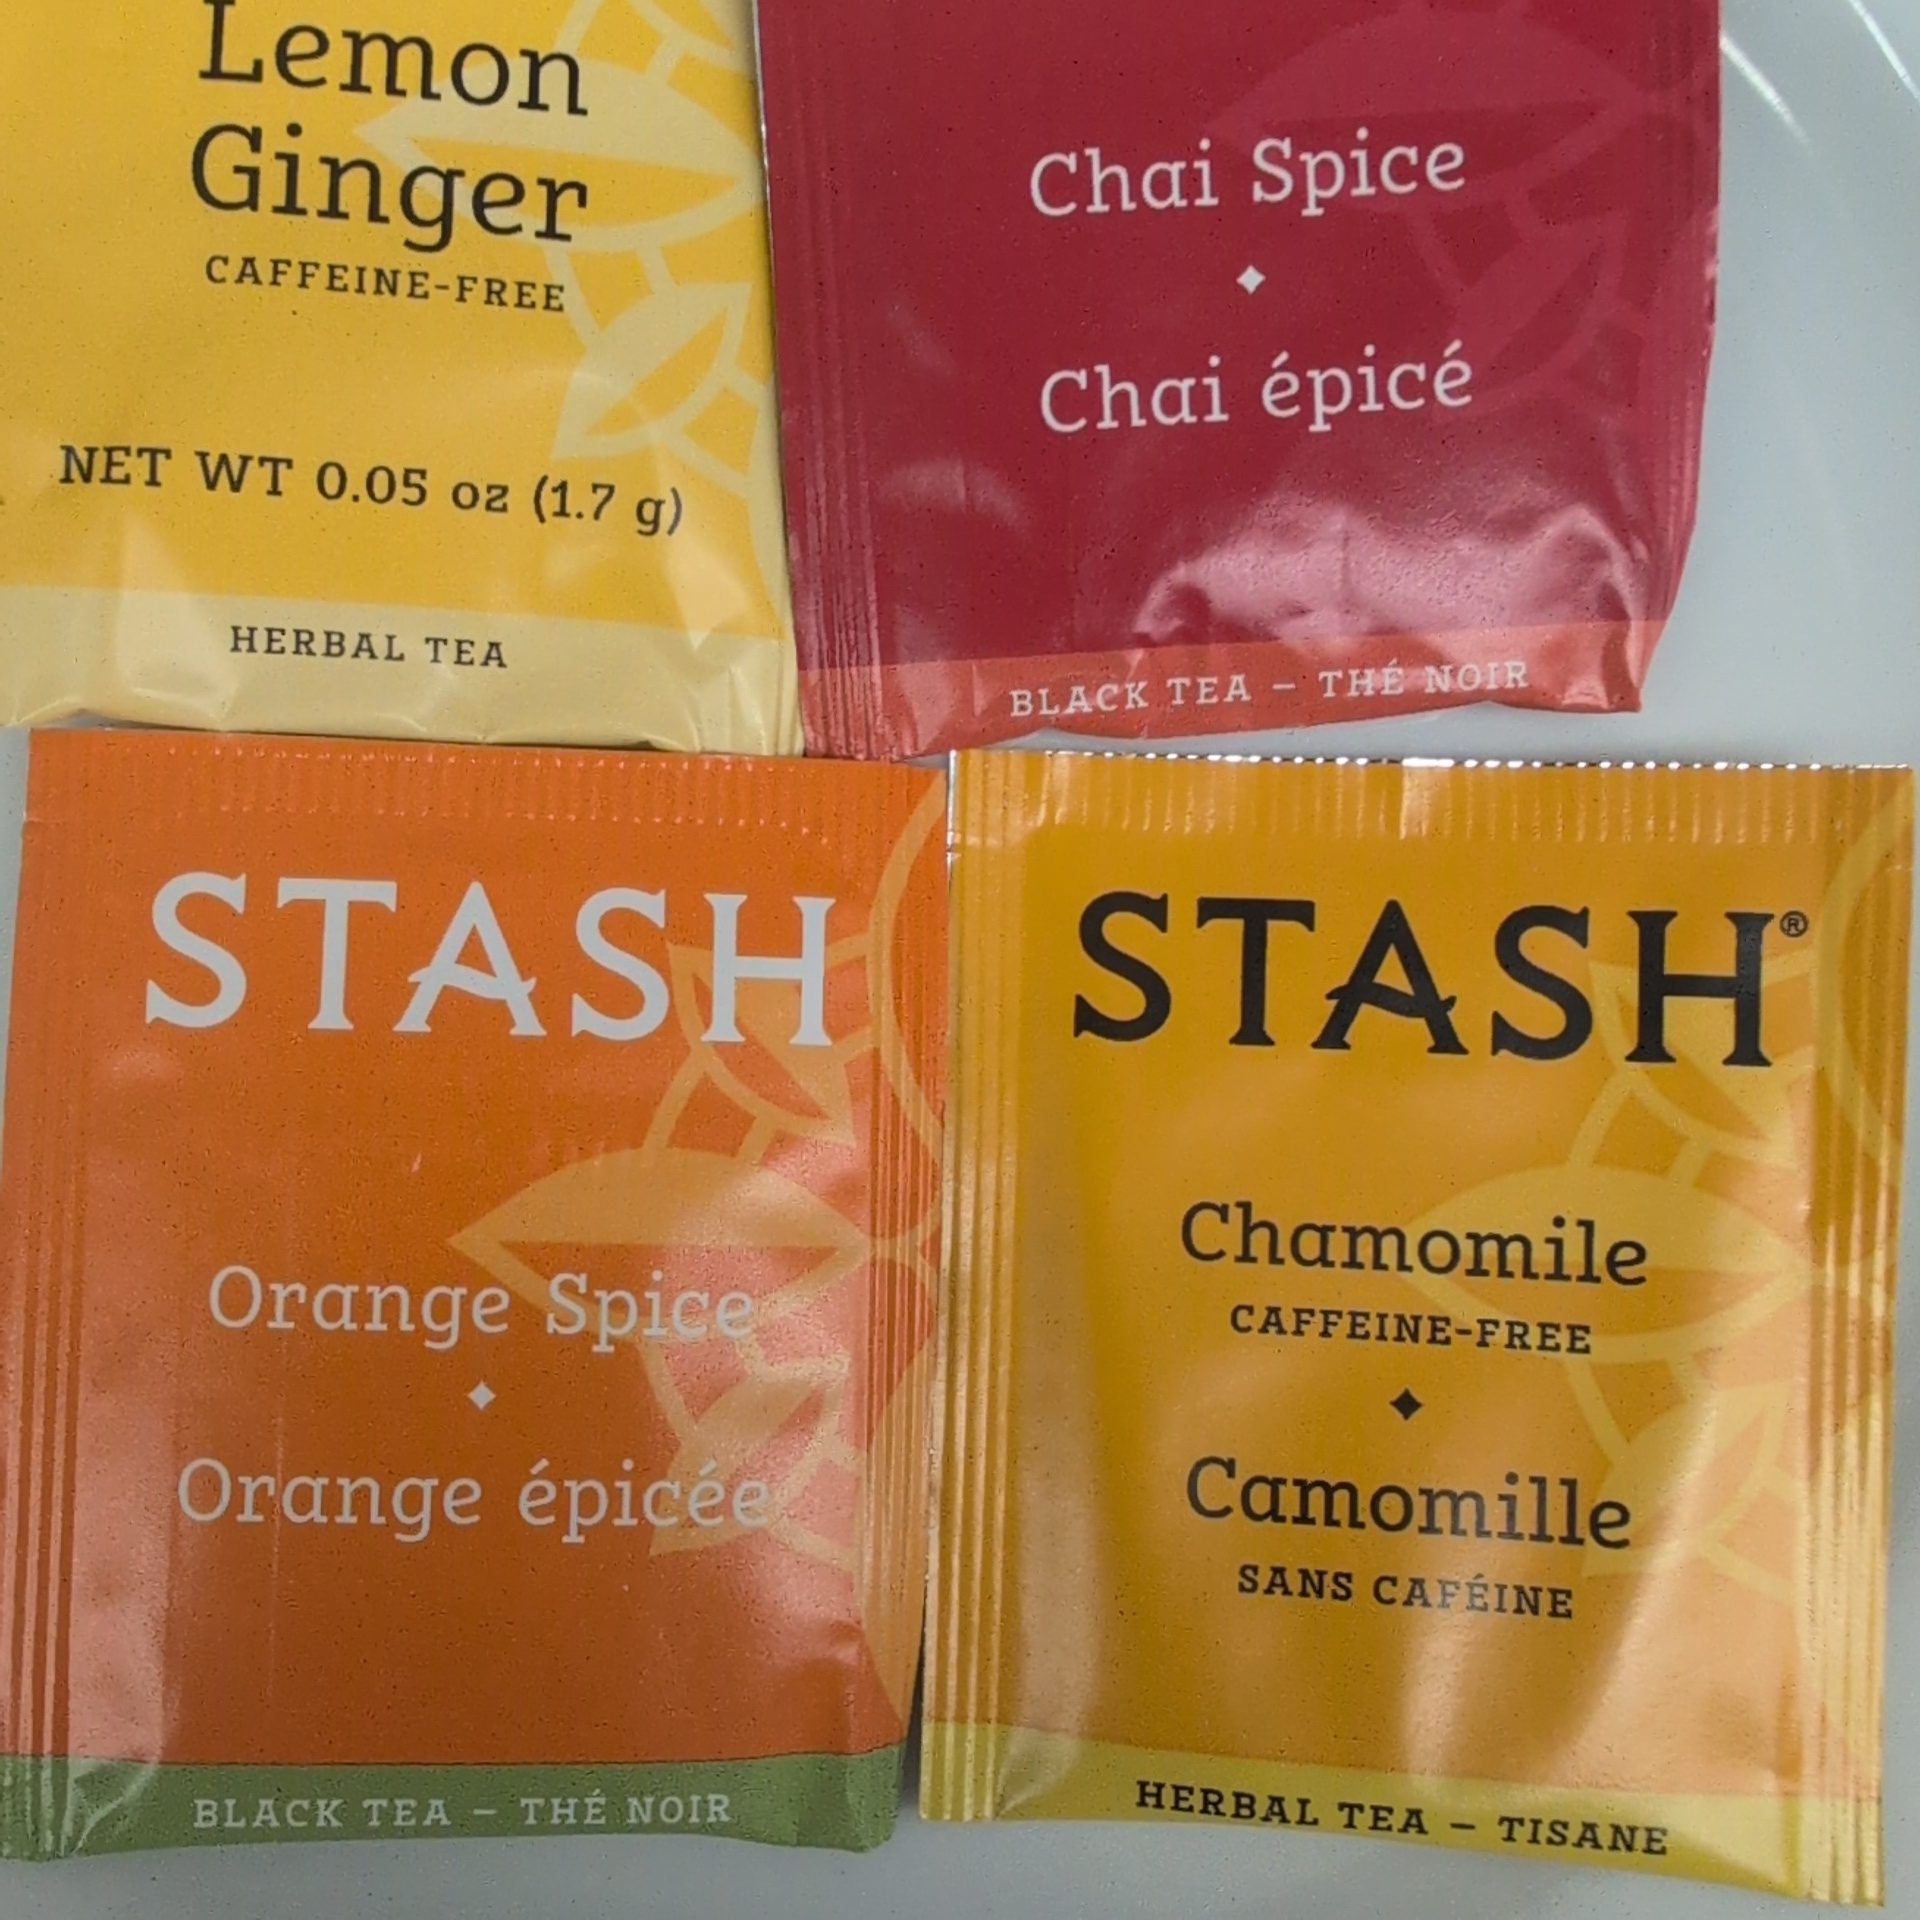 Lemon
Ginger
CAFFEINE-FREE
NET WT 0.05 oz (1.7 g)
HERBAL TEA
Chai Spice
Chai épicé
BLACK TEA – THÉ NOIR
STASH
Orange Spice
Orange épicée
BLACK TEA – THÉ NOIR
STASH®
Chamomile
CAFFEINE-FREE
Camomille
SANS CAFÉINE
HERBAL TEA – TISANE